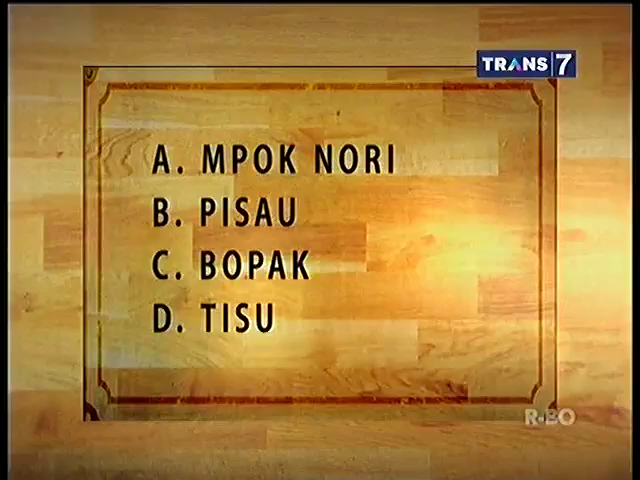 TRANS 7
A. MPOK NORI
B. PISAU
C. BOPAK
D. TISU
R-BO